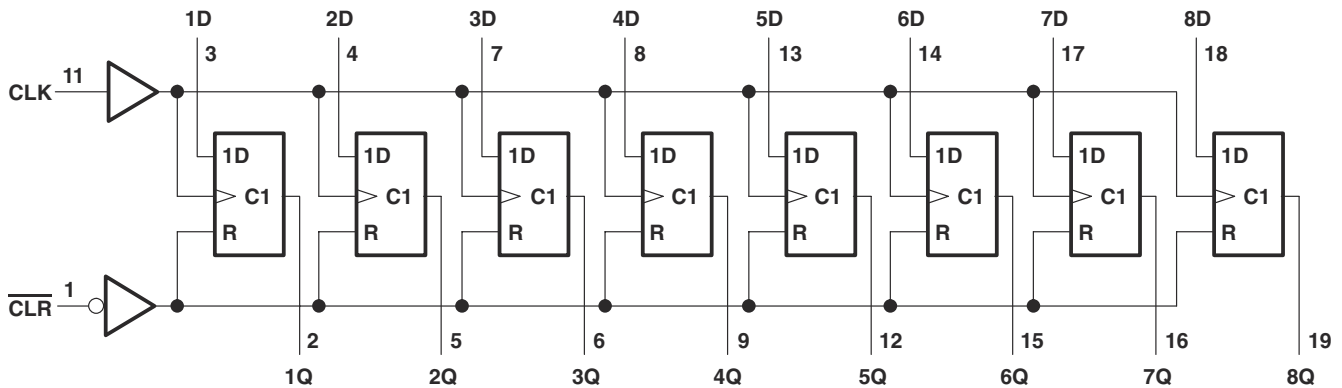 1D 2D 3D 4D 5D 6D 7D 8D
3 4 7 8 13 14 17 18
CLK 11
1D 1D 1D 1D 1D 1D 1D 1D
C1 C1 C1 C1 C1 C1 C1 C1
R R R R R R R R
CLR 1
2 5 6 9 12 15 16 19
1Q 2Q 3Q 4Q 5Q 6Q 7Q 8Q